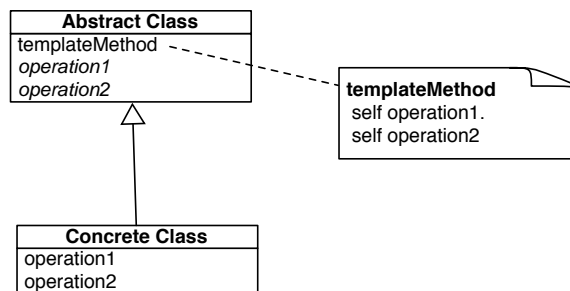 Abstract Class
templateMethod
operation1
operation2
templateMethod
self operation1.
self operation2
Concrete Class
operation1
operation2